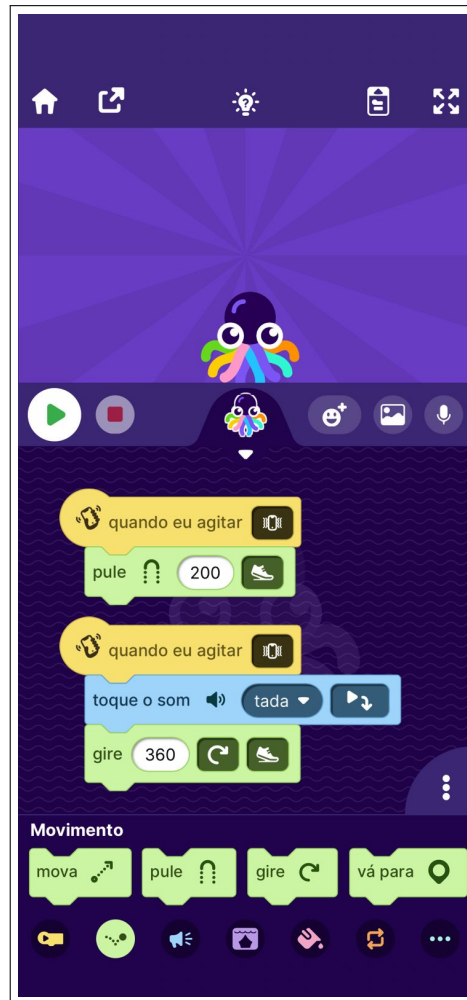 quando eu agitar
pule 200
quando eu agitar
toque o som tada
gire 360
Movimento
mova pule gire vá para